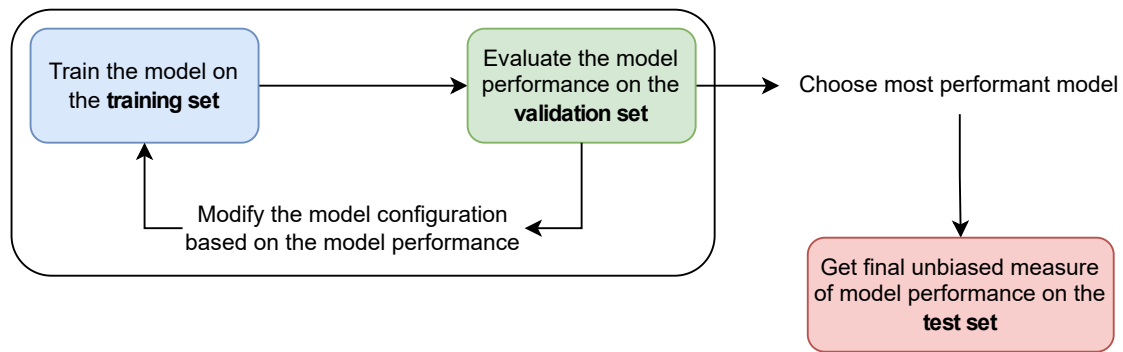 Train the model on
the training set
Evaluate the model
performance on the
validation set
Choose most performant model
Modify the model configuration
based on the model performance
Get final unbiased measure
of model performance on the
test set